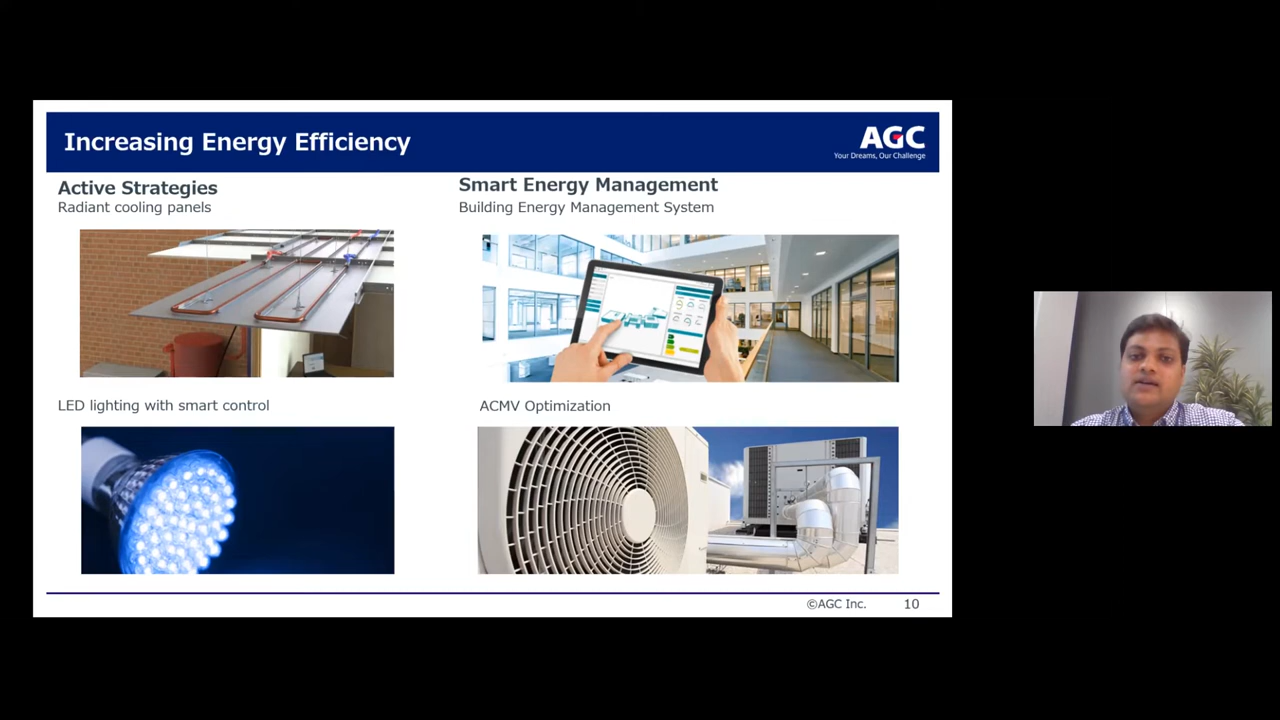 Increasing Energy Efficiency
AGC
Your Dreams, Our Challenge
Active Strategies
Radiant cooling panels
Smart Energy Management
Building Energy Management System
LED lighting with smart control
ACMV Optimization
©AGC Inc.
10